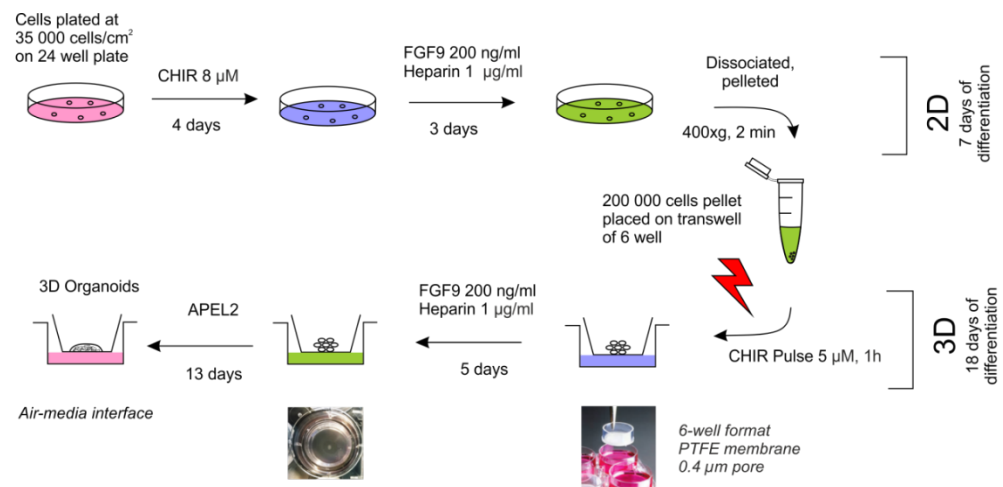 Cells plated at
35 000 cells/cm²
on 24 well plate
CHIR 8 µM
4 days
FGF9 200 ng/ml
Heparin 1 µg/ml
3 days
Dissociated,
pelleted
400xg, 2 min
2D
7 days of
differentiation
200 000 cells pellet
placed on transwell
of 6 well
3D Organoids
APEL2
13 days
FGF9 200 ng/ml
Heparin 1 µg/ml
5 days
CHIR Pulse 5 µM, 1h
3D
18 days of
differentiation
Air-media interface
6-well format
PTFE membrane
0.4 µm pore